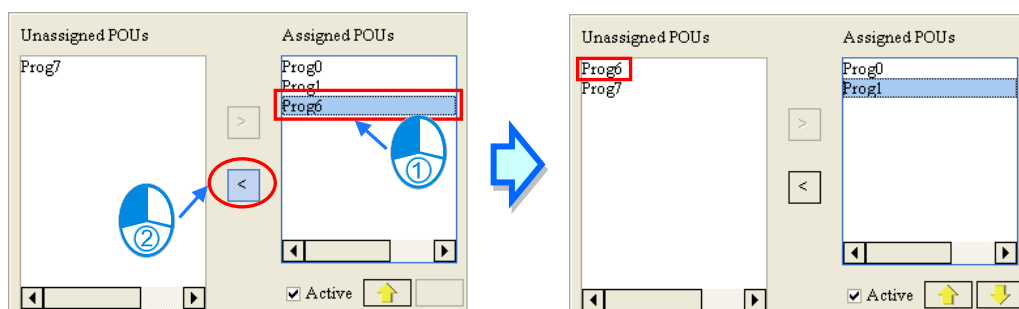 Unassigned POUs
Assigned POUs
Prog7
Prog0
Prog1
Prog6
>
<
①
②
Active
Unassigned POUs
Assigned POUs
Prog6
Prog7
Prog0
Prog1
>
<
Active